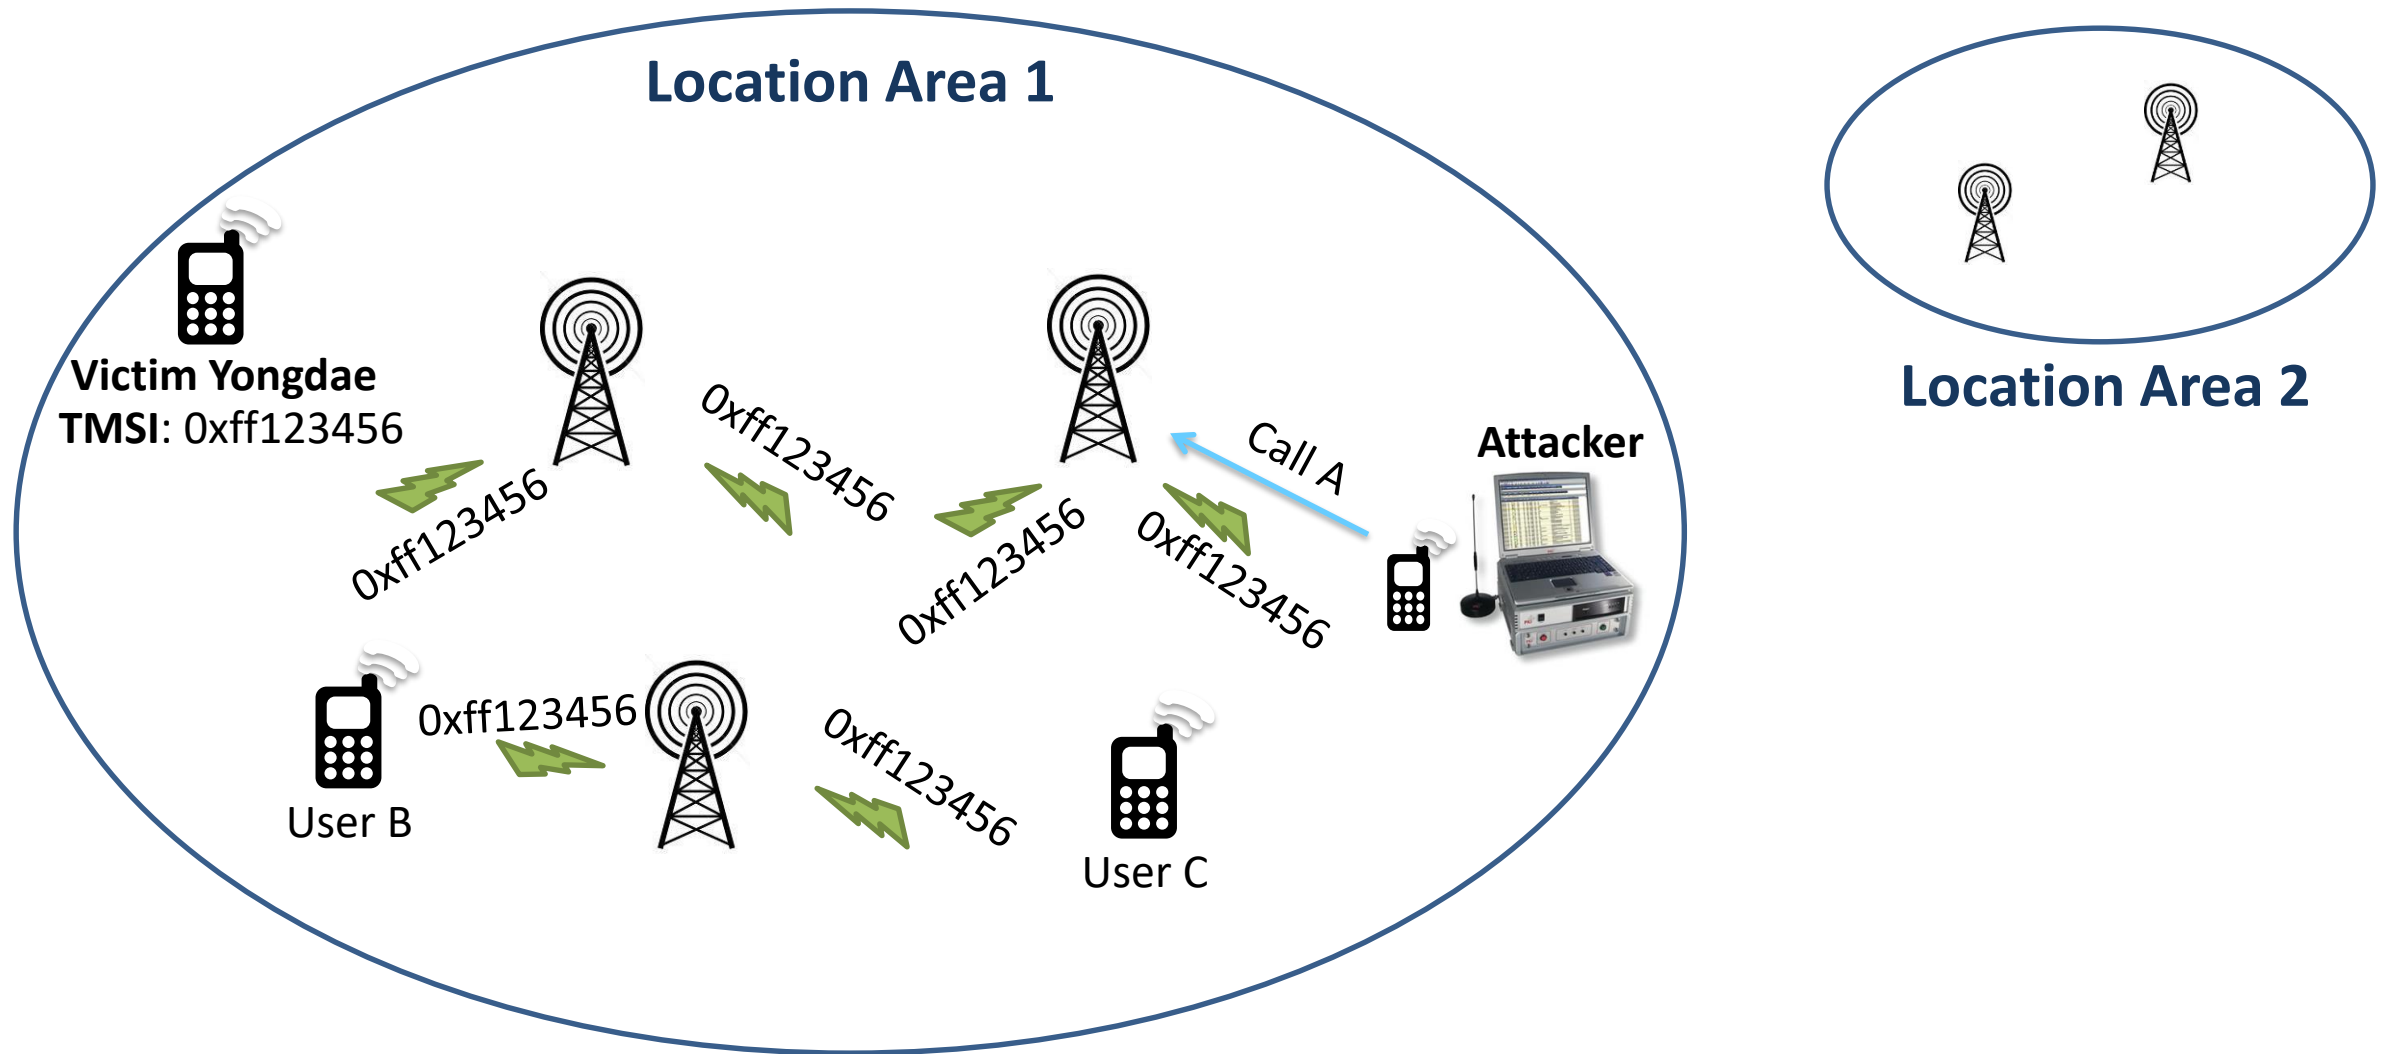 Location Area 1
Victim Yongdae
TMSI: 0xff123456
0xff123456
0xff123456
0xff123456
0xff123456
Call A
Attacker
Location Area 2
0xff123456
User B
0xff123456
User C